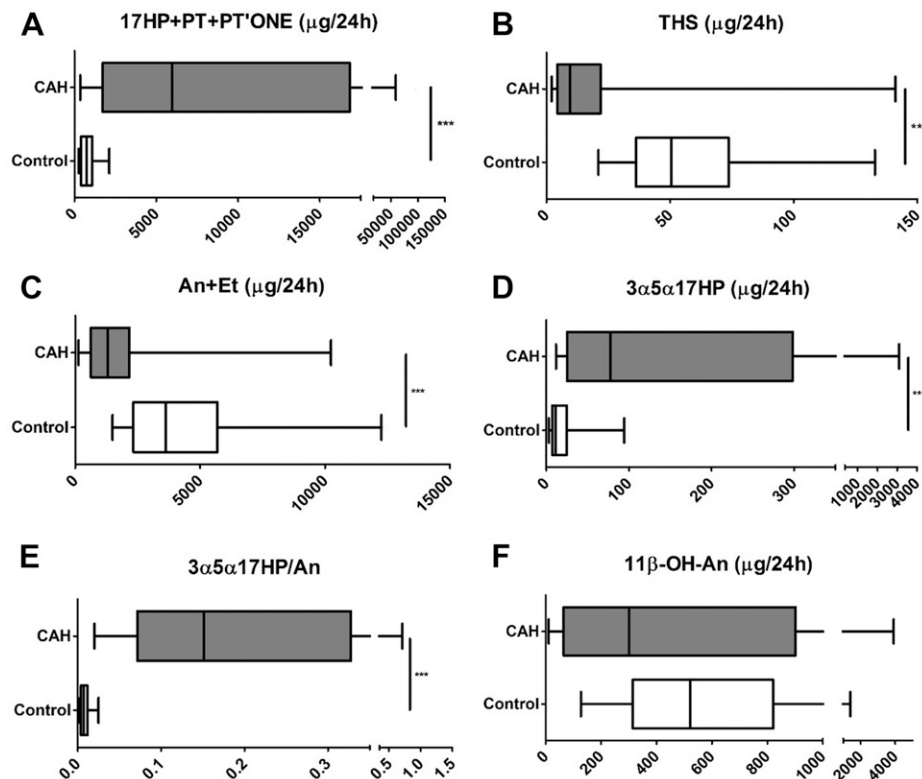 A 17HP+PT+PT'ONE (μg/24h)
CAH
***
Control
0 5000 10000 15000 50000 100000 150000
B THS (μg/24h)
CAH
**
Control
0 50 100 150
C An+Et (μg/24h)
CAH
***
Control
0 5000 10000 15000
D 3α5α17HP (μg/24h)
CAH
**
Control
0 100 200 300 1000 2000 3000 4000
E 3α5α17HP/An
CAH
***
Control
0.0 0.1 0.2 0.3 0.5 1.0 1.5
F 11β-OH-An (μg/24h)
CAH
Control
0 200 400 600 800 1000 2000 4000